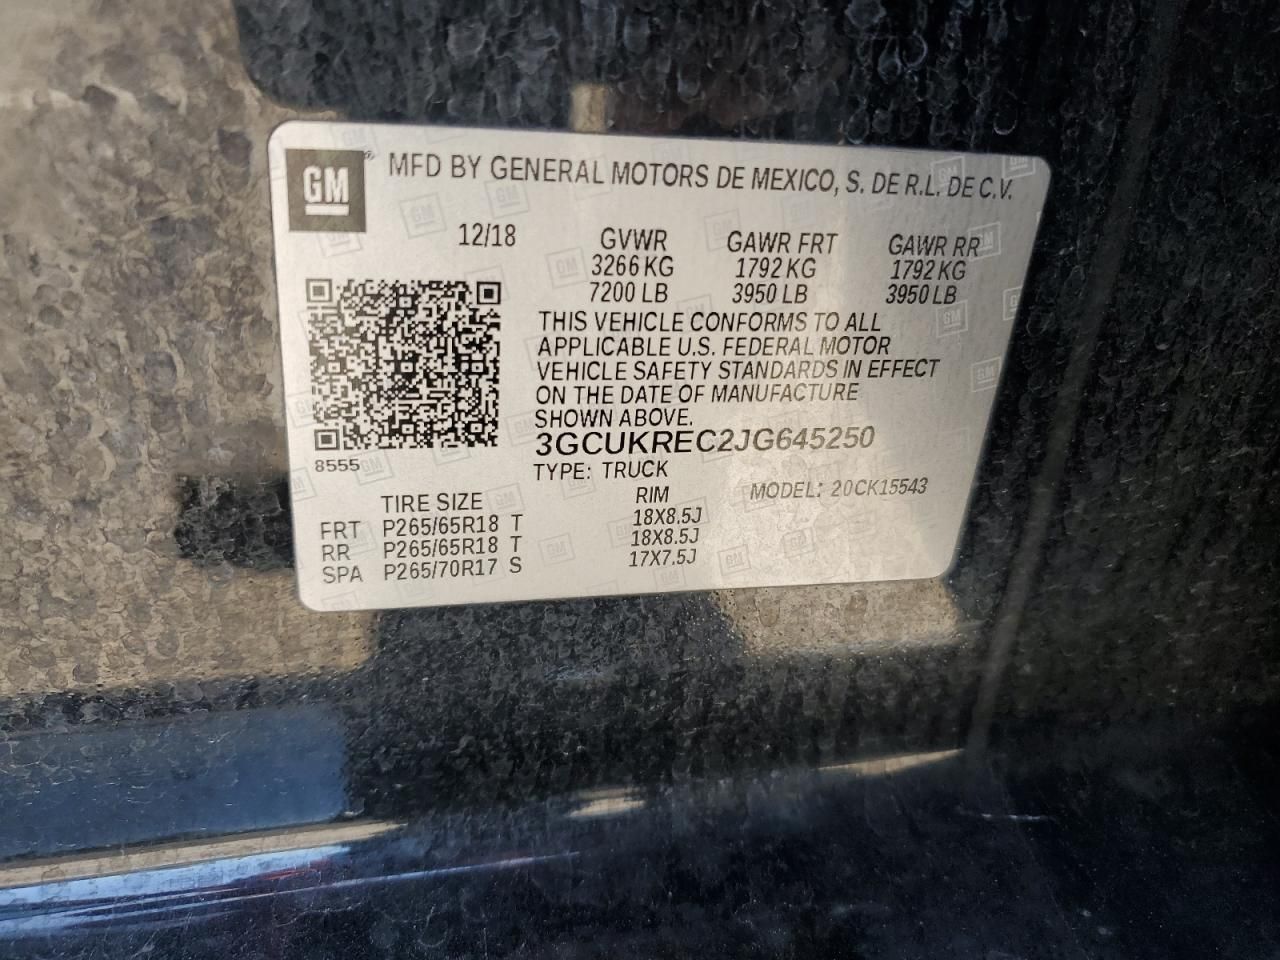 GM® MFD BY GENERAL MOTORS DE MEXICO, S. DE R.L. DE C.V.
12/18 GVWR GAWR FRT GAWR RR
3266 KG 1792 KG 1792 KG
7200 LB 3950 LB 3950 LB
THIS VEHICLE CONFORMS TO ALL
APPLICABLE U.S. FEDERAL MOTOR
VEHICLE SAFETY STANDARDS IN EFFECT
ON THE DATE OF MANUFACTURE
SHOWN ABOVE.
3GCUKREC2JG645250
8555 TYPE: TRUCK
TIRE SIZE RIM MODEL: 20CK15543
FRT P265/65R18 T 18X8.5J
RR P265/65R18 T 18X8.5J
SPA P265/70R17 S 17X7.5J